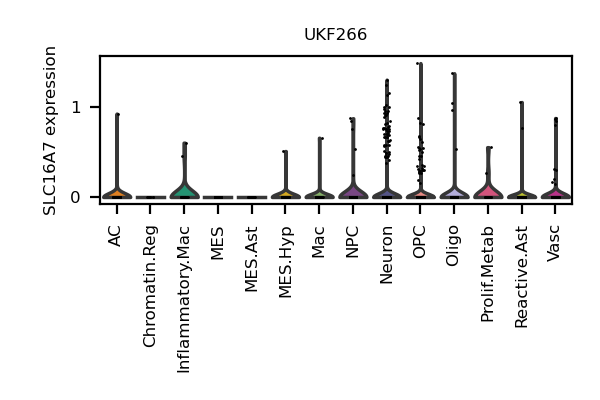 UKF266
SLC16A7 expression
1
0
AC
Chromatin.Reg
Inflammatory.Mac
MES
MES.Ast
MES.Hyp
Mac
NPC
Neuron
OPC
Oligo
Prolif.Metab
Reactive.Ast
Vasc